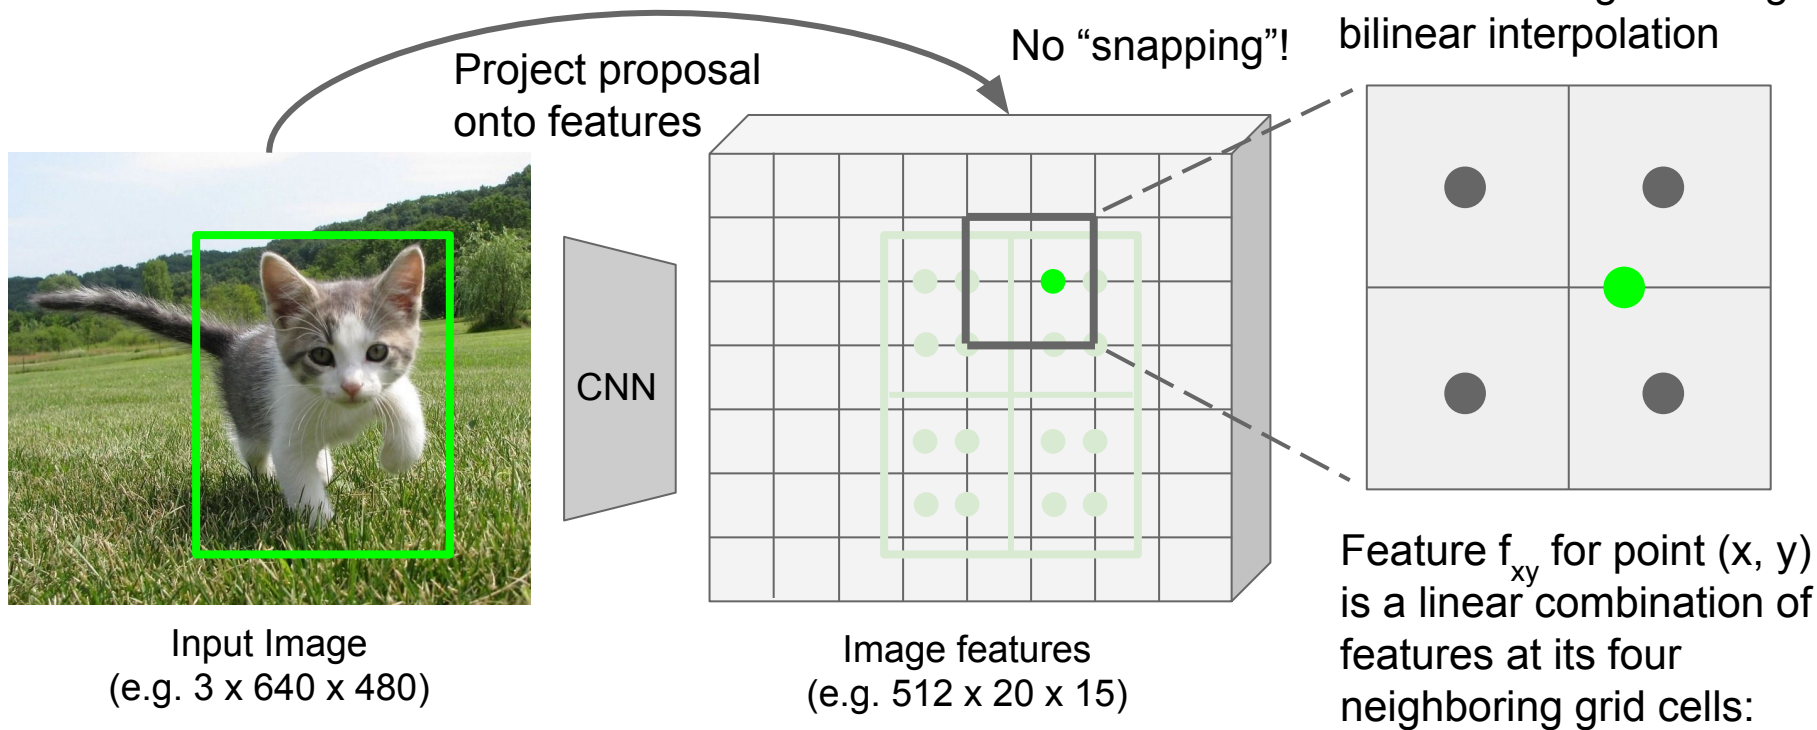 No “snapping”!
bilinear interpolation
Project proposal
onto features
CNN
Input Image
(e.g. 3 x 640 x 480)
Image features
(e.g. 512 x 20 x 15)
Feature f_xy for point (x, y)
is a linear combination of
features at its four
neighboring grid cells: